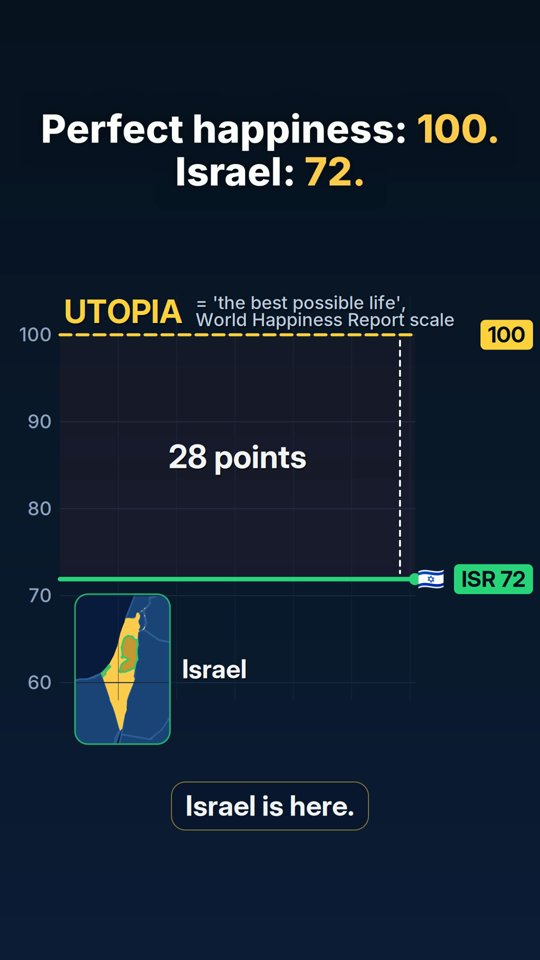 Perfect happiness: 100.
Israel: 72.
UTOPIA = 'the best possible life',
World Happiness Report scale
100
100
90
28 points
80
ISR 72
70
Israel
60
Israel is here.